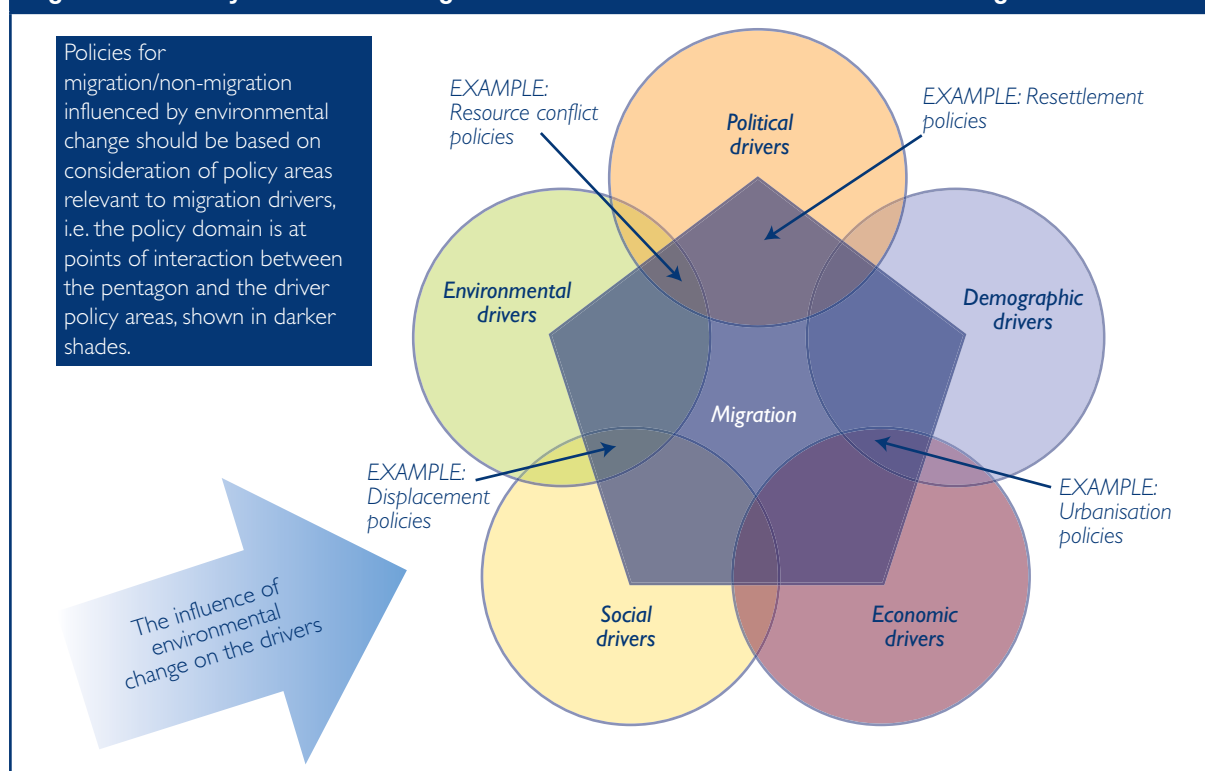 Policies for
migration/non-migration
influenced by environmental
change should be based on
consideration of policy areas
relevant to migration drivers,
i.e. the policy domain is at
points of interaction between
the pentagon and the driver
policy areas, shown in darker
shades.
EXAMPLE:
Resource conflict
policies
EXAMPLE: Resettlement
policies
Political
drivers
Environmental
drivers
Demographic
drivers
Migration
EXAMPLE:
Displacement
policies
EXAMPLE:
Urbanisation
policies
Social
drivers
Economic
drivers
The influence of
environmental
change on the drivers